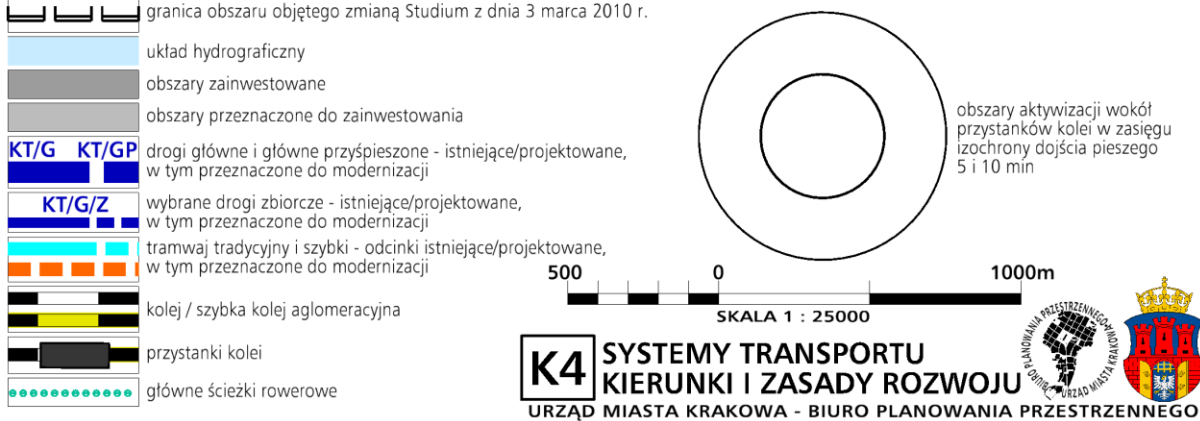 granica obszaru objętego zmianą Studium z dnia 3 marca 2010 r.
układ hydrograficzny
obszary zainwestowane
obszary przeznaczone do zainwestowania
KT/G KT/GP
drogi główne i główne przyśpieszone - istniejące/projektowane,
w tym przeznaczone do modernizacji
KT/G/Z
wybrane drogi zbiorcze - istniejące/projektowane,
w tym przeznaczone do modernizacji
tramwaj tradycyjny i szybki - odcinki istniejące/projektowane,
w tym przeznaczone do modernizacji
kolej / szybka kolej aglomeracyjna
przystanki kolei
główne ścieżki rowerowe
obszary aktywizacji wokół
przystanków kolei w zasięgu
izochrony dojścia pieszego
5 i 10 min
500 0 1000m
SKALA 1 : 25000
K4
SYSTEMY TRANSPORTU
KIERUNKI I ZASADY ROZWOJU
BIURO PLANOWANIA PRZESTRZENNEGO
URZĄD MIASTA KRAKOWA
URZĄD MIASTA KRAKOWA - BIURO PLANOWANIA PRZESTRZENNEGO